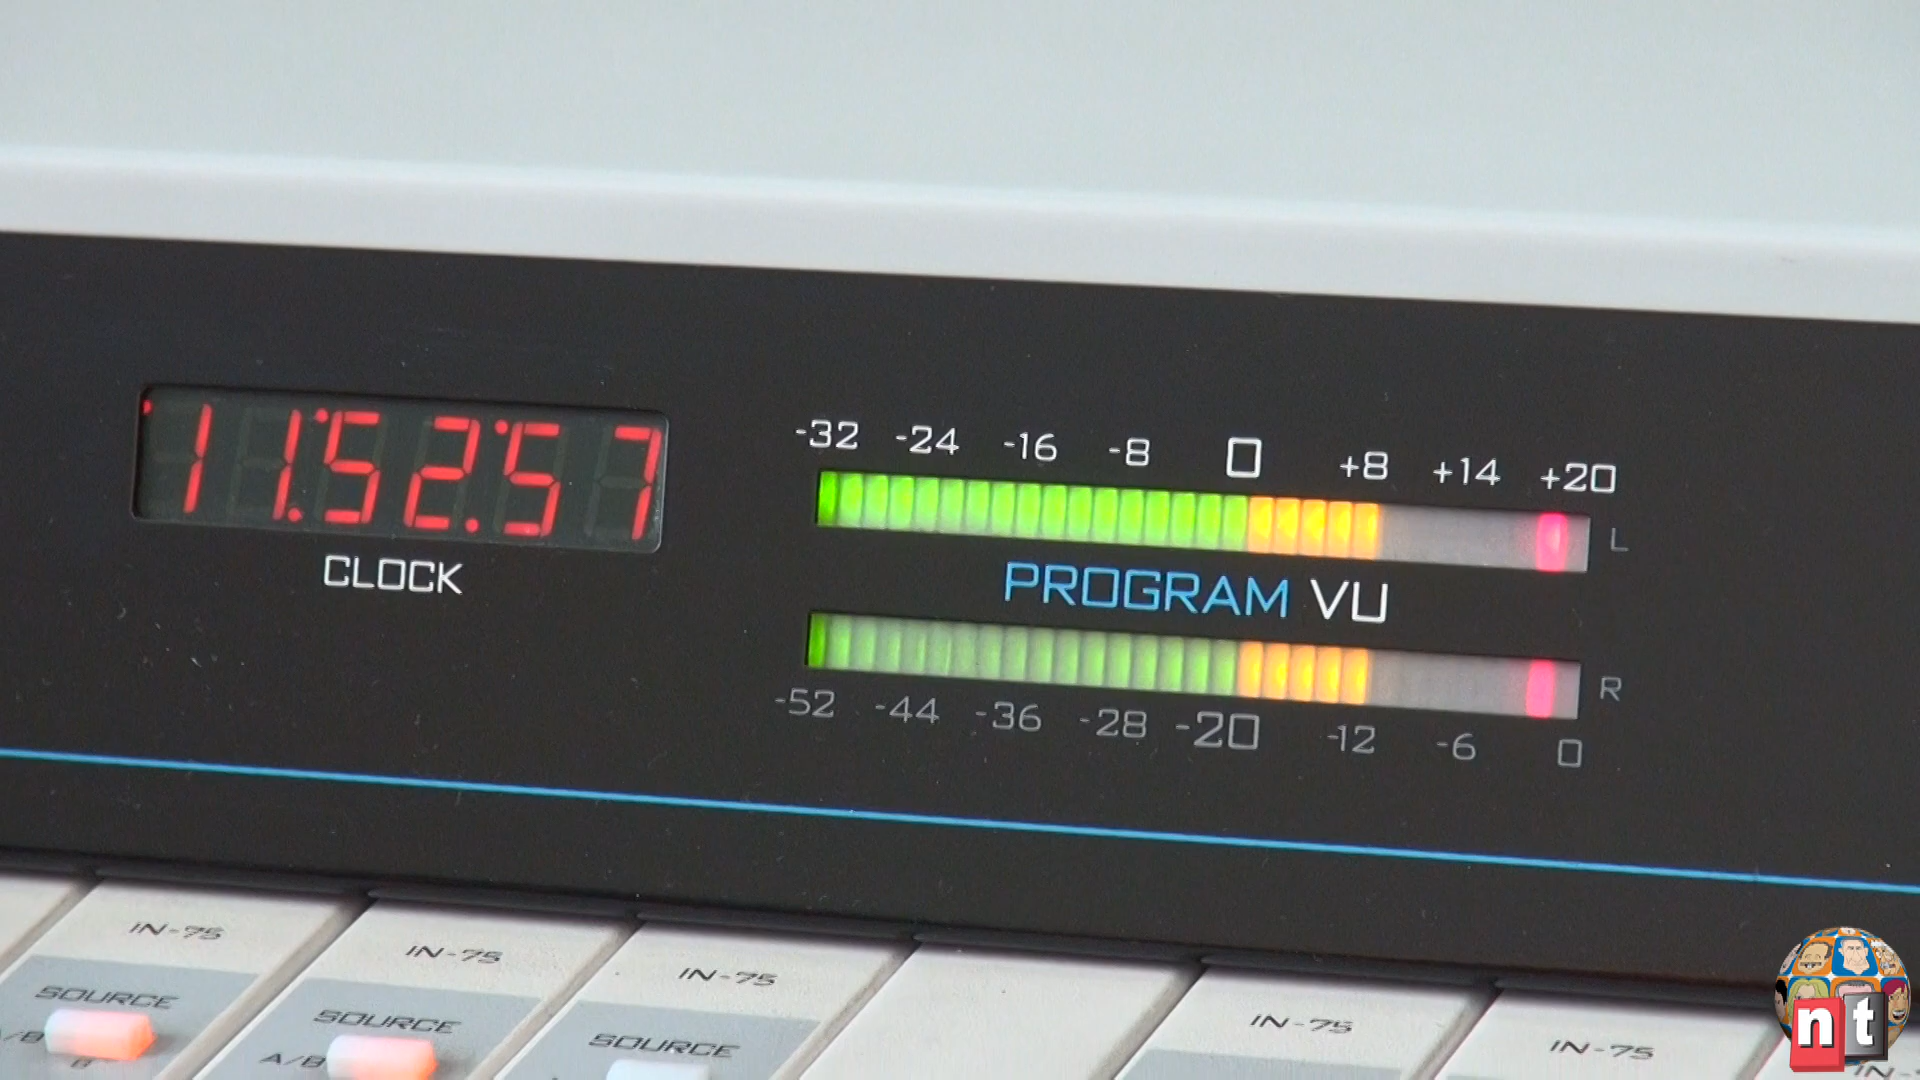 11:52:57
CLOCK
-32 -24 -16 -8 0 +8 +14 +20
L
PROGRAM VU
R
-52 -44 -36 -28 -20 -12 -6 0
IN-75 IN-75 IN-75 IN-75 IN-75
SOURCE SOURCE SOURCE
A/B A/B
B
nt